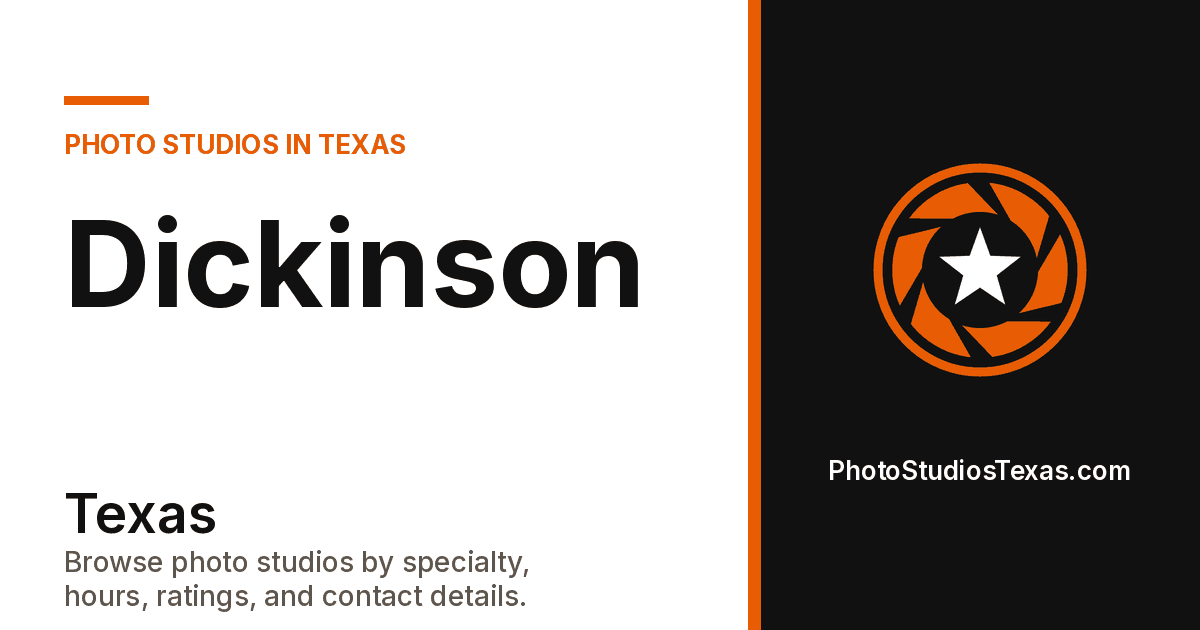 PHOTO STUDIOS IN TEXAS
Dickinson
Texas
Browse photo studios by specialty,
hours, ratings, and contact details.
PhotoStudiosTexas.com